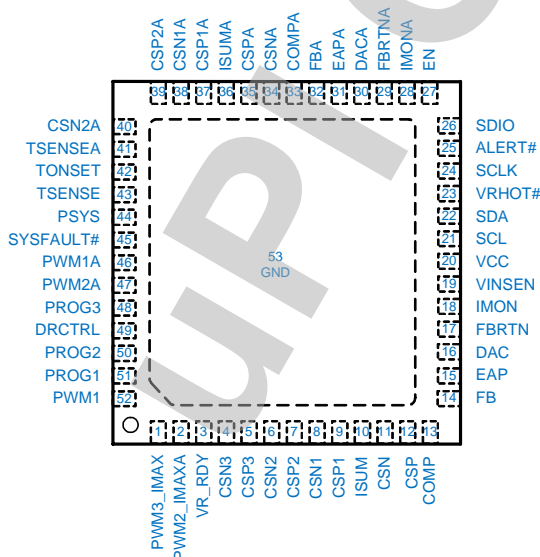 CSP2A
CSN1A
CSP1A
ISUMA
CSPA
CSNA
COMPA
FBA
EAPA
DACA
FBRTNA
IMONA
EN
39 38 37 36 35 34 33 32 31 30 29 28 27
CSN2A 40
TSENSEA 41
TONSET 42
TSENSE 43
PSYS 44
SYSFAULT# 45
PWM1A 46
PWM2A 47
PROG3 48
DRCTRL 49
PROG2 50
PROG1 51
PWM1 52
53
GND
26 SDIO
25 ALERT#
24 SCLK
23 VRHOT#
22 SDA
21 SCL
20 VCC
19 VINSEN
18 IMON
17 FBRTN
16 DAC
15 EAP
14 FB
1 2 3 4 5 6 7 8 9 10 11 12 13
PWM3_IMAX
PWM2_IMAXA
VR_RDY
CSN3
CSP3
CSN2
CSP2
CSN1
CSP1
ISUM
CSN
CSP
COMP
uPI